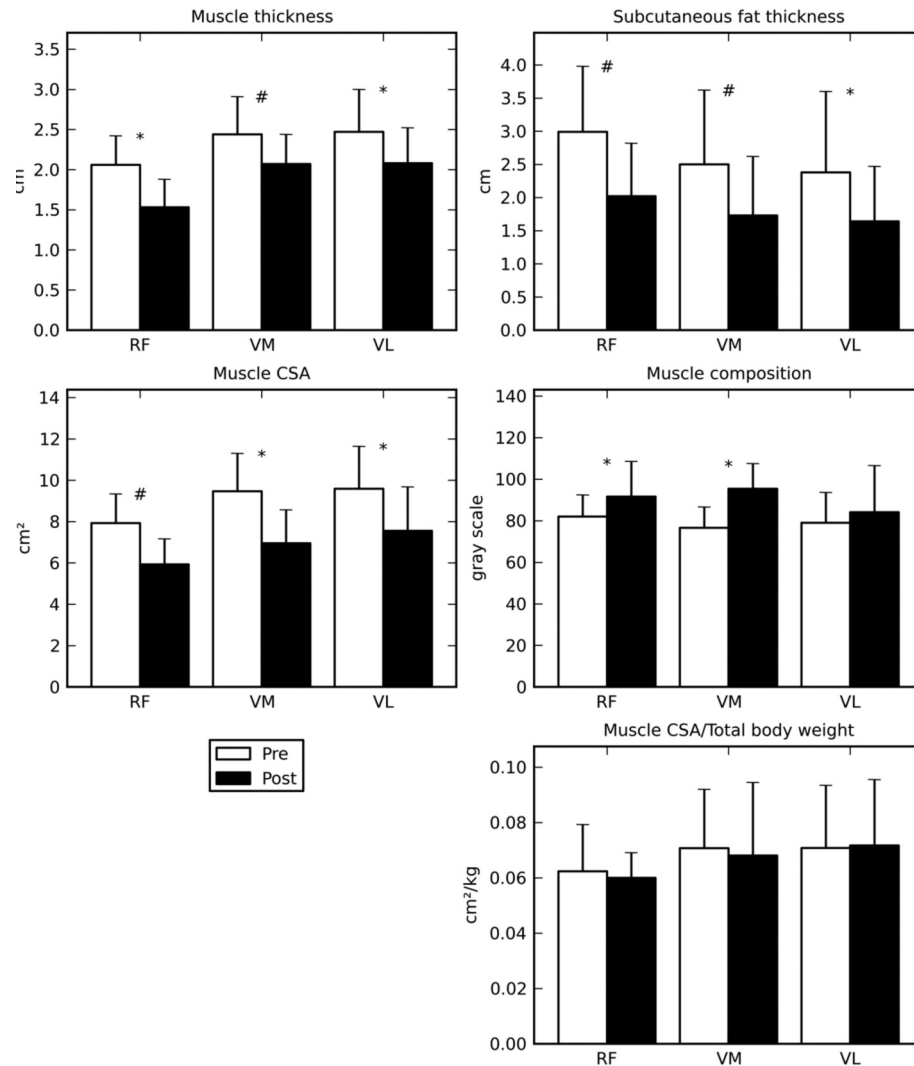 Muscle thickness
3.5
3.0
2.5
2.0
1.5
1.0
0.5
0.0
cm
* # *
RF VM VL
Subcutaneous fat thickness
4.0
3.5
3.0
2.5
2.0
1.5
1.0
0.5
0.0
cm
# # *
RF VM VL
Muscle CSA
14
12
10
8
6
4
2
0
cm²
# * *
RF VM VL
Muscle composition
140
120
100
80
60
40
20
0
gray scale
* *
RF VM VL
Pre
Post
Muscle CSA/Total body weight
0.10
0.08
0.06
0.04
0.02
0.00
cm²/kg
RF VM VL